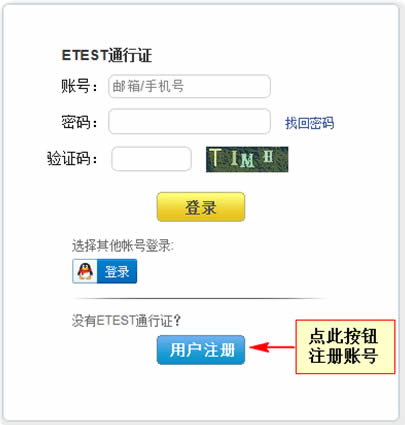 ETEST通行证
账号： 邮箱/手机号
密码： 找回密码
验证码： TIMH
登录
选择其他帐号登录:
登录
没有ETEST通行证?
用户注册
点此按钮
注册账号